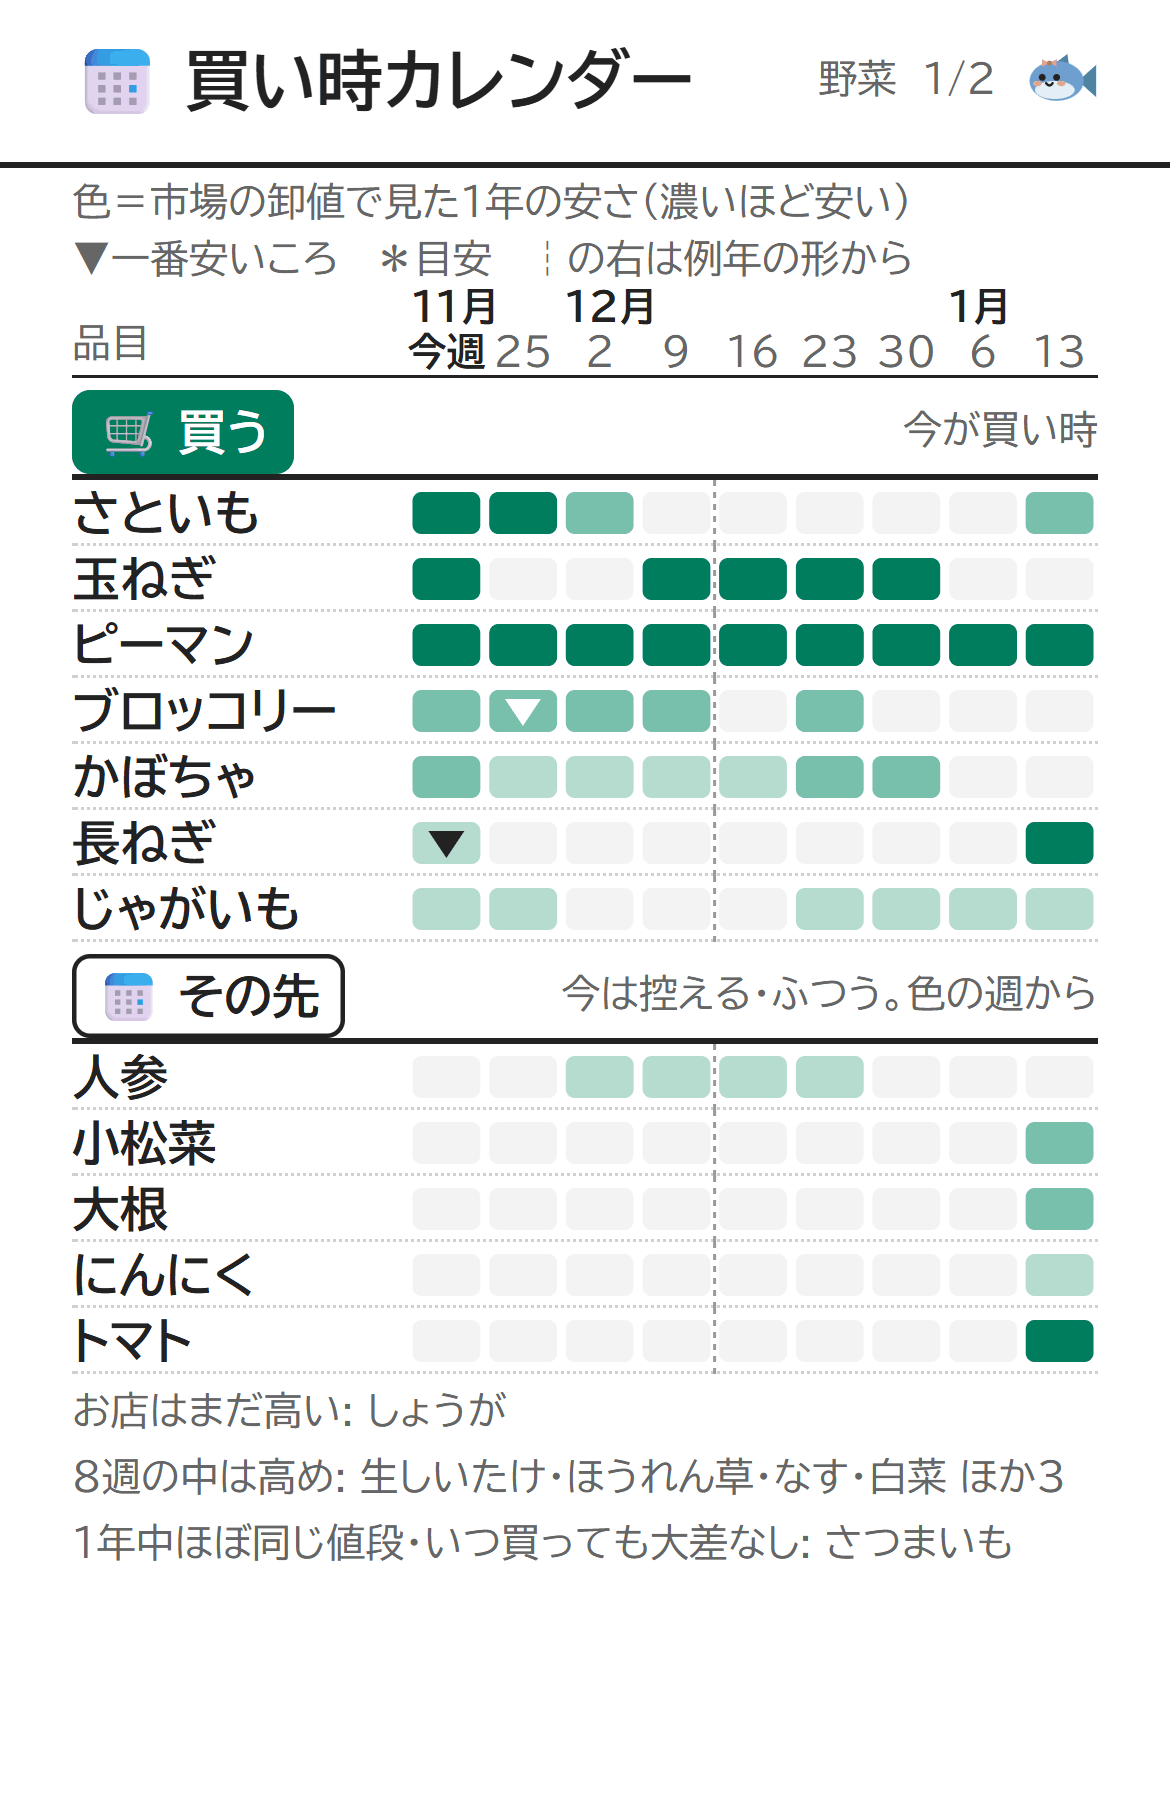 買い時カレンダー
野菜 1/2
色＝市場の卸値で見た1年の安さ（濃いほど安い）
▼一番安いころ ＊目安 ┊の右は例年の形から
11月 12月 1月
品目 今週 25 2 9 16 23 30 6 13
買う 今が買い時
さといも
玉ねぎ
ピーマン
ブロッコリー
かぼちゃ
長ねぎ
じゃがいも
その先 今は控える・ふつう。色の週から
人参
小松菜
大根
にんにく
トマト
お店はまだ高い: しょうが
8週の中は高め: 生しいたけ・ほうれん草・なす・白菜 ほか3
1年中ほぼ同じ値段・いつ買っても大差なし: さつまいも